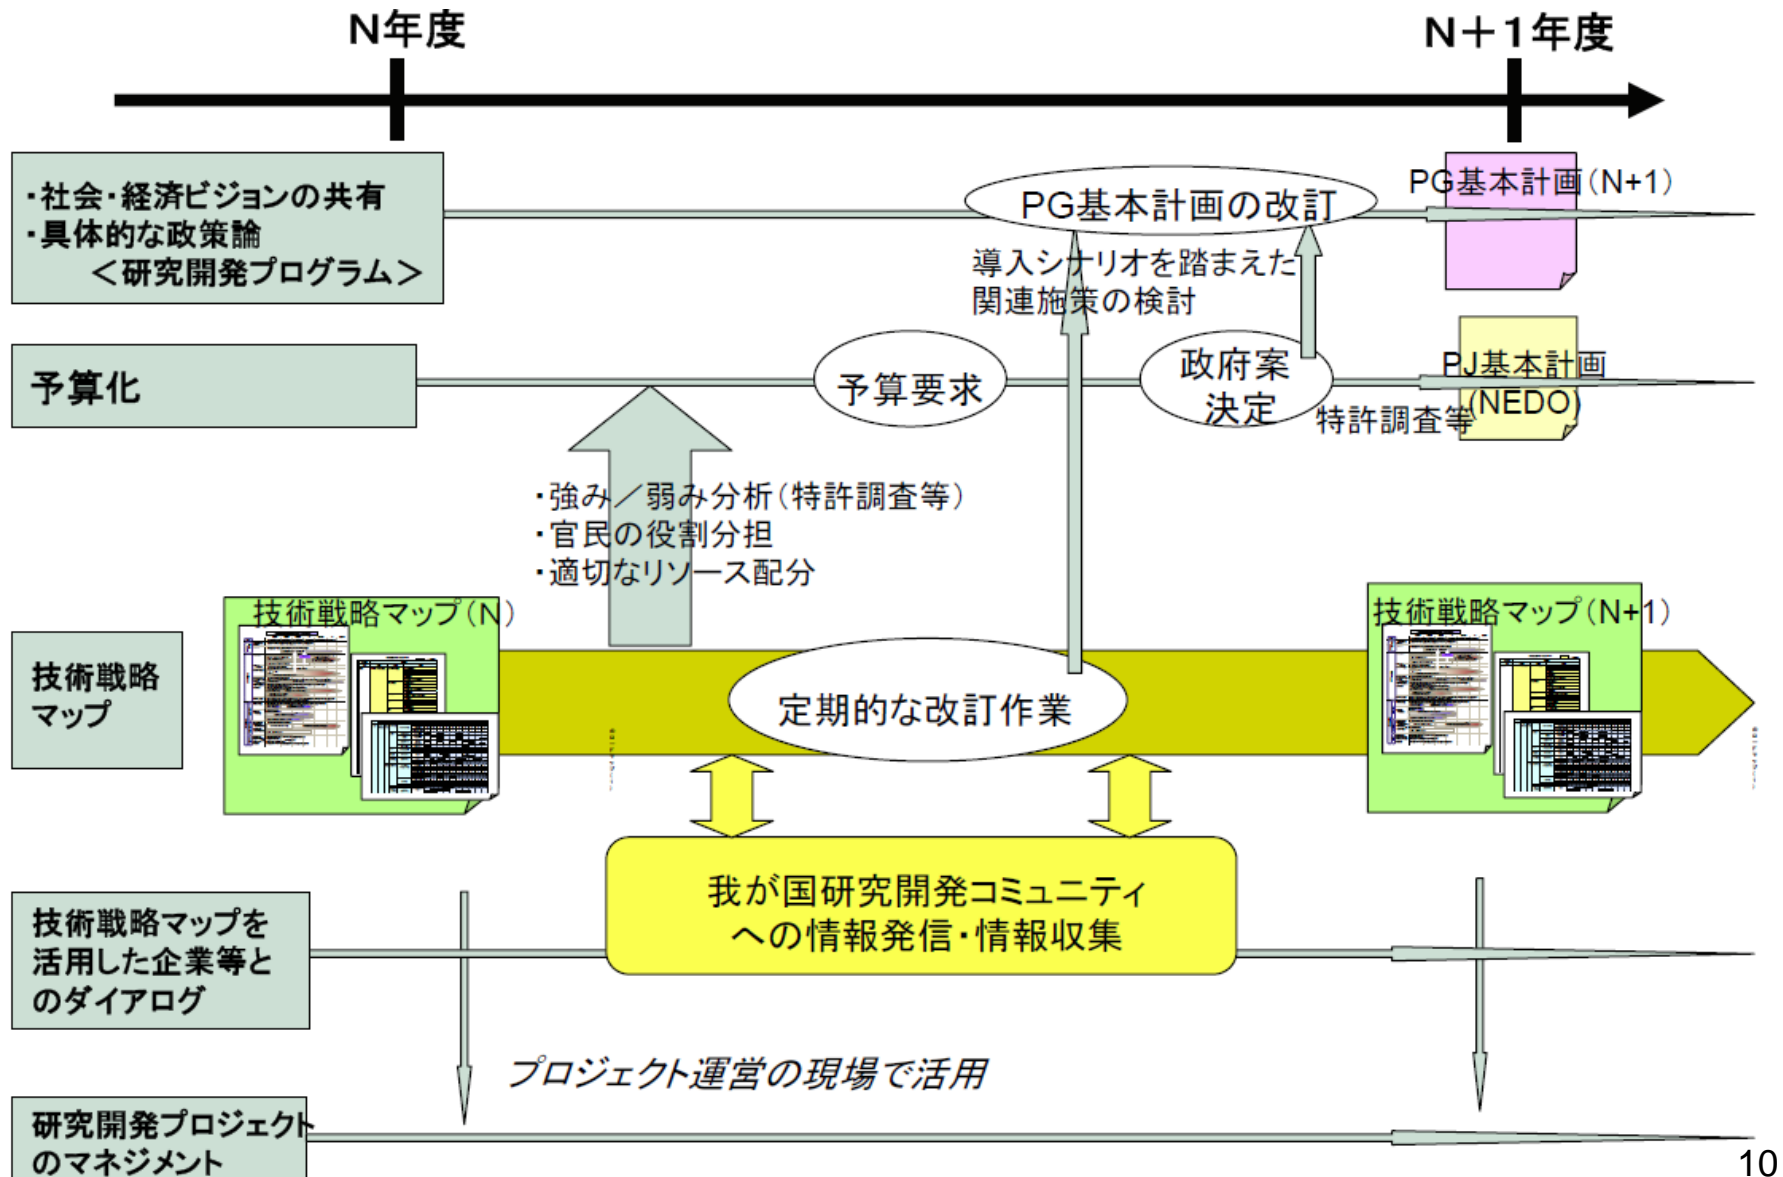 N年度
N＋1年度
・社会・経済ビジョンの共有
・具体的な政策論
＜研究開発プログラム＞
PG基本計画の改訂
PG基本計画（N+1）
導入シナリオを踏まえた
関連施策の検討
予算化
予算要求
政府案
決定
PJ基本計画
(NEDO)
特許調査等
・強み／弱み分析（特許調査等）
・官民の役割分担
・適切なリソース配分
技術戦略マップ（N）
技術戦略マップ（N+1）
技術戦略
マップ
定期的な改訂作業
我が国研究開発コミュニティ
への情報発信・情報収集
技術戦略マップを
活用した企業等と
のダイアログ
プロジェクト運営の現場で活用
研究開発プロジェクト
のマネジメント
10